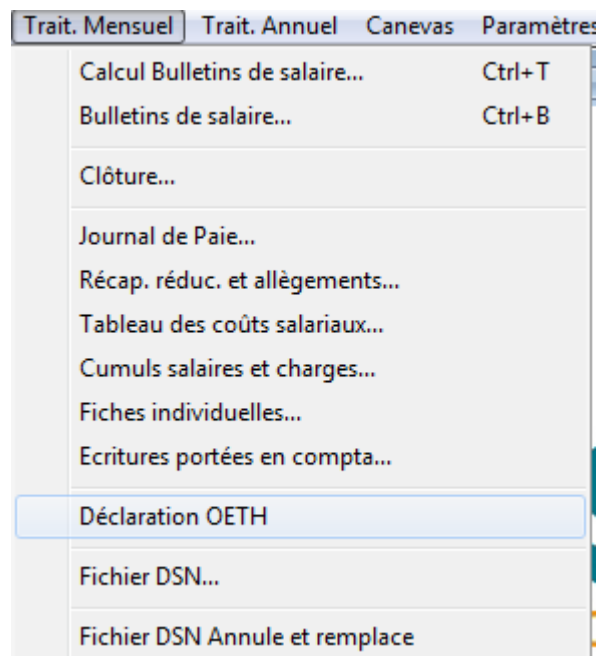 Trait. Mensuel Trait. Annuel Canevas Paramètres
Calcul Bulletins de salaire... Ctrl+T
Bulletins de salaire... Ctrl+B
Clôture...
Journal de Paie...
Récap. réduc. et allègements...
Tableau des coûts salariaux...
Cumuls salaires et charges...
Fiches individuelles...
Ecritures portées en compta...
Déclaration OETH
Fichier DSN...
Fichier DSN Annule et remplace